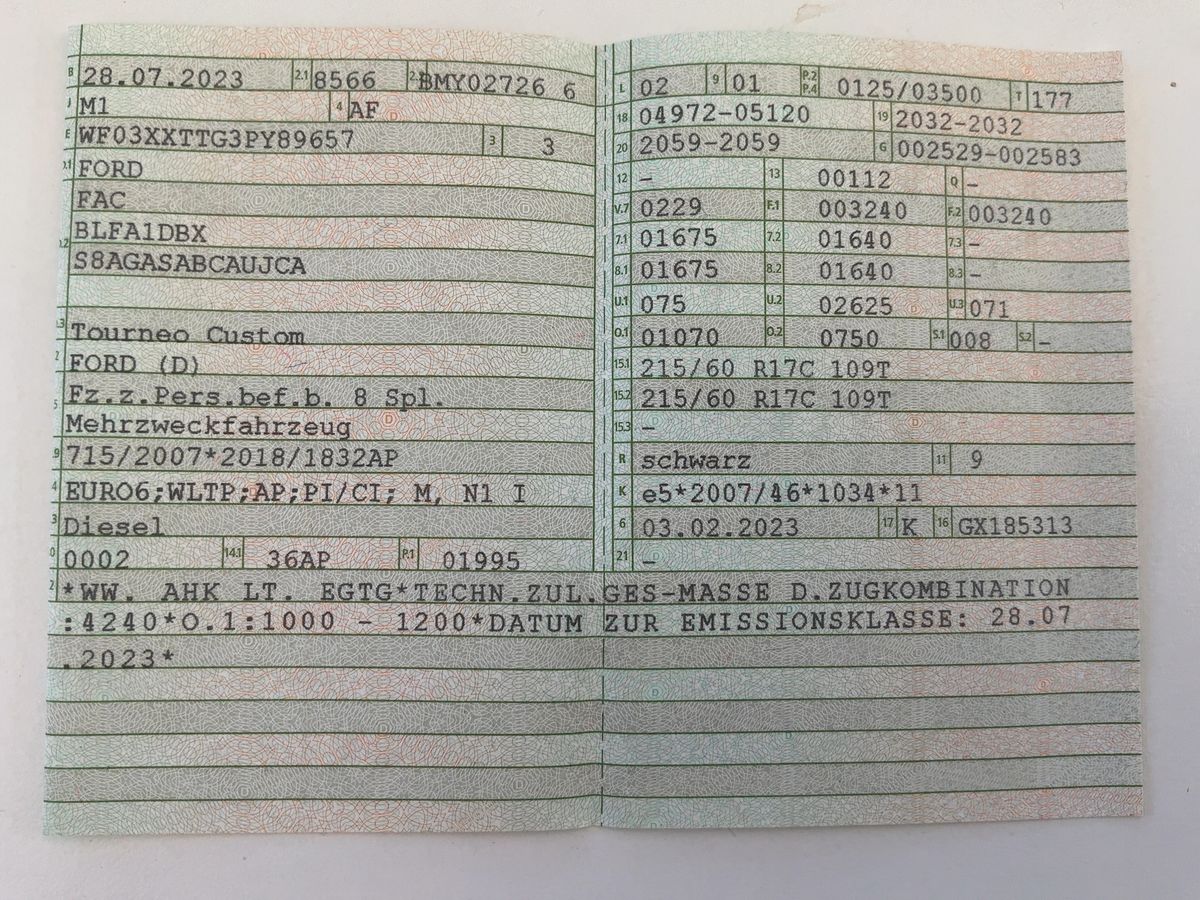 B 28.07.2023 2.1 8566 2.2 BMY02726 6
J M1 4 AF
E WF03XXTTG3PY89657 3 3
D.1 FORD
FAC
D.2 BLFA1DBX
S8AGASABCAUJCA
D.3 Tourneo Custom
2 FORD (D)
5 Fz.z.Pers.bef.b. 8 Spl.
Mehrzweckfahrzeug
V.9 715/2007*2018/1832AP
14 EURO6;WLTP;AP;PI/CI; M, N1 I
P.3 Diesel
10 0002 14.1 36AP P.1 01995
L 02 9 01 P.2 P.4 0125/03500 T 177
18 04972-05120 19 2032-2032
20 2059-2059 G 002529-002583
12 – 13 00112 Q –
V.7 0229 F.1 003240 F.2 003240
7.1 01675 7.2 01640 7.3 –
8.1 01675 8.2 01640 8.3 –
U.1 075 U.2 02625 U.3 071
O.1 01070 O.2 0750 S.1 008 S.2 –
15.1 215/60 R17C 109T
15.2 215/60 R17C 109T
15.3 –
R schwarz 11 9
K e5*2007/46*1034*11
6 03.02.2023 17 K 16 GX185313
21 –
22 *WW. AHK LT. EGTG*TECHN.ZUL.GES-MASSE D.ZUGKOMBINATION
:4240*O.1:1000 - 1200*DATUM ZUR EMISSIONSKLASSE: 28.07
.2023*